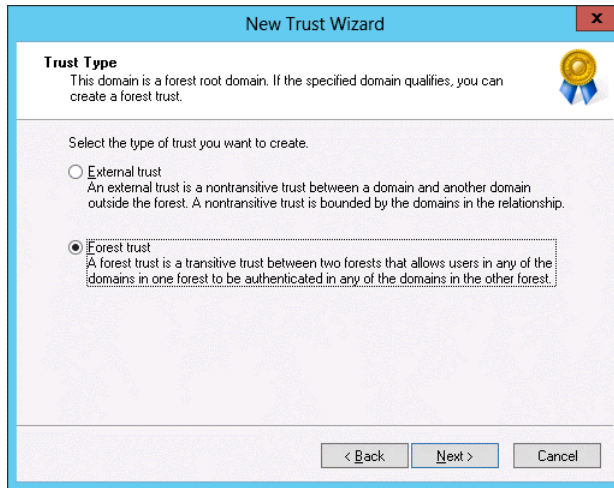 New Trust Wizard
x
Trust Type
This domain is a forest root domain. If the specified domain qualifies, you can
create a forest trust.
Select the type of trust you want to create.
External trust
An external trust is a nontransitive trust between a domain and another domain
outside the forest. A nontransitive trust is bounded by the domains in the relationship.
Forest trust
A forest trust is a transitive trust between two forests that allows users in any of the
domains in one forest to be authenticated in any of the domains in the other forest.
< Back Next > Cancel